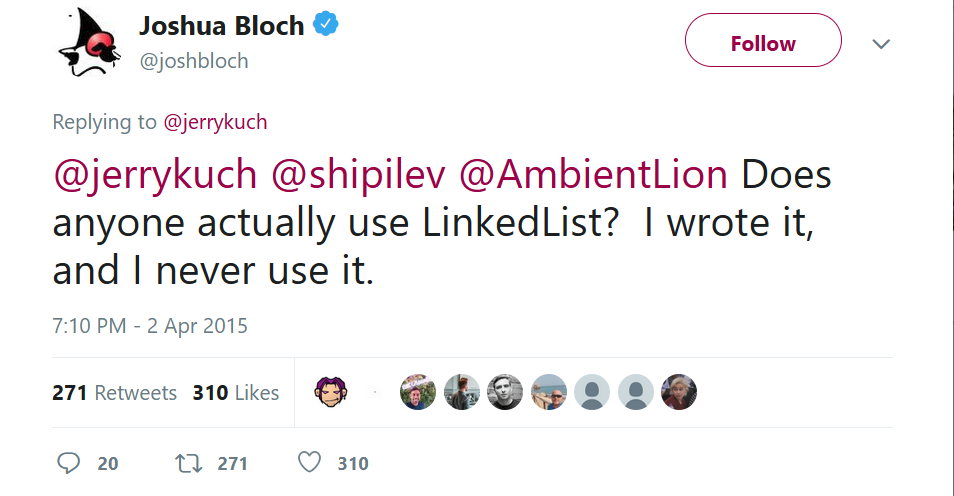 Joshua Bloch
@joshbloch
Follow
Replying to @jerrykuch
@jerrykuch @shipilev @AmbientLion Does
anyone actually use LinkedList?  I wrote it,
and I never use it.
7:10 PM - 2 Apr 2015
271 Retweets 310 Likes
20 271 310